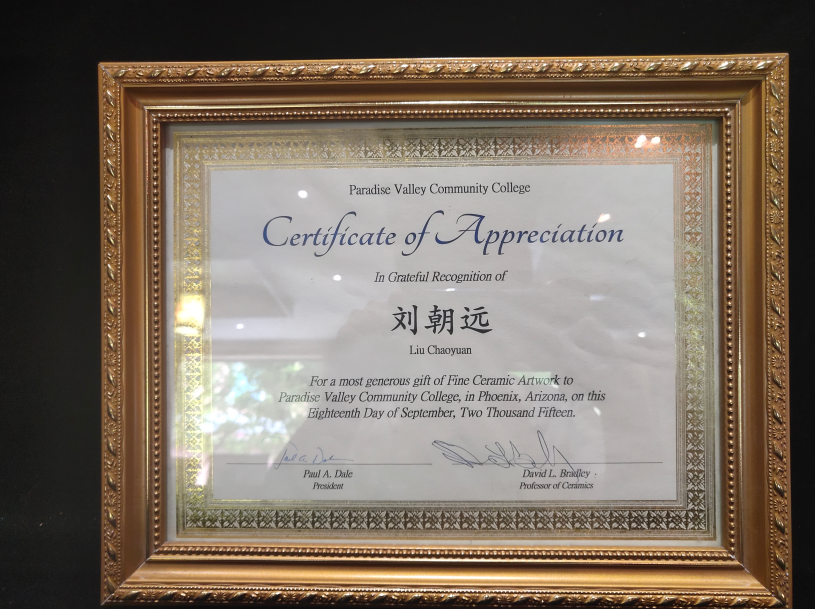 Paradise Valley Community College
Certificate of Appreciation
In Grateful Recognition of
刘朝远
Liu Chaoyuan
For a most generous gift of Fine Ceramic Artwork to
Paradise Valley Community College, in Phoenix, Arizona, on this
Eighteenth Day of September, Two Thousand Fifteen.
Paul A. Dale
President
David L. Bradley
Professor of Ceramics